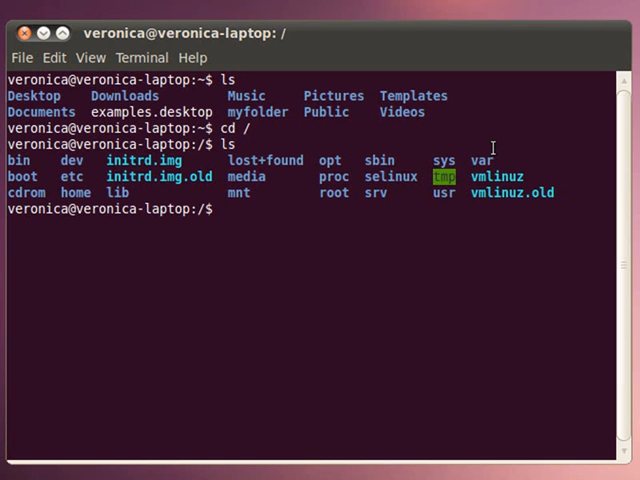 veronica@veronica-laptop: /
File Edit View Terminal Help
veronica@veronica-laptop:~$ ls
Desktop Downloads Music Pictures Templates
Documents examples.desktop myfolder Public Videos
veronica@veronica-laptop:~$ cd /
veronica@veronica-laptop:/$ ls
bin dev initrd.img lost+found opt sbin sys var
boot etc initrd.img.old media proc selinux tmp vmlinuz
cdrom home lib mnt root srv usr vmlinuz.old
veronica@veronica-laptop:/$